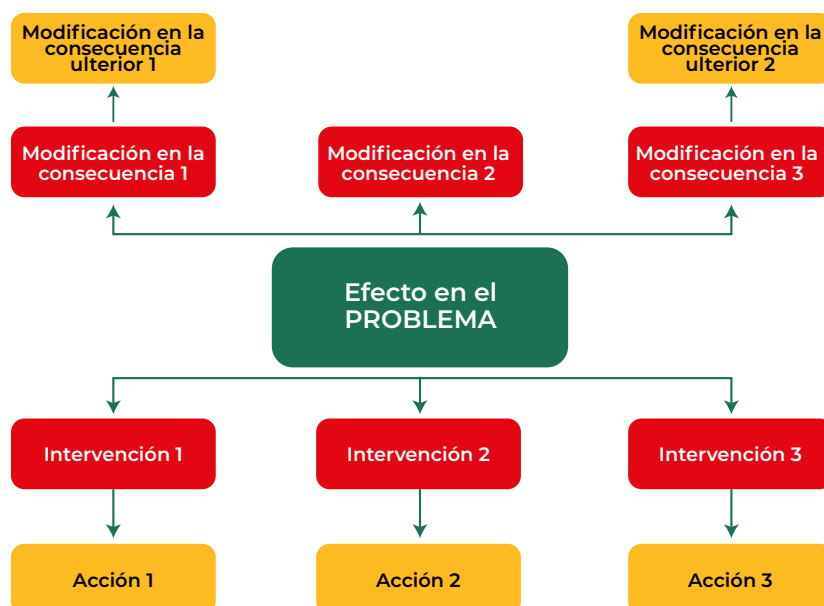 Modificación en la
consecuencia
ulterior 1
Modificación en la
consecuencia
ulterior 2
Modificación en la
consecuencia 1
Modificación en la
consecuencia 2
Modificación en la
consecuencia 3
Efecto en el
PROBLEMA
Intervención 1
Intervención 2
Intervención 3
Acción 1
Acción 2
Acción 3